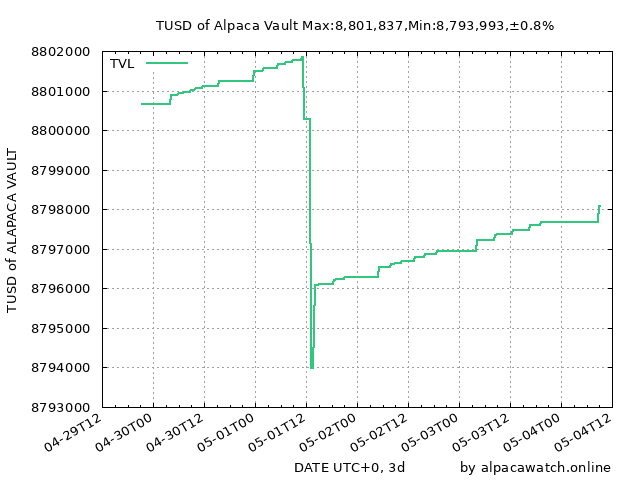 TUSD of Alpaca Vault Max:8,801,837,Min:8,793,993,±0.8%
TVL
8802000
8801000
8800000
8799000
8798000
8797000
8796000
8795000
8794000
8793000
TUSD of ALAPACA VAULT
04-29T12
04-30T00
04-30T12
05-01T00
05-01T12
05-02T00
05-02T12
05-03T00
05-03T12
05-04T00
05-04T12
DATE UTC+0, 3d
by alpacawatch.online